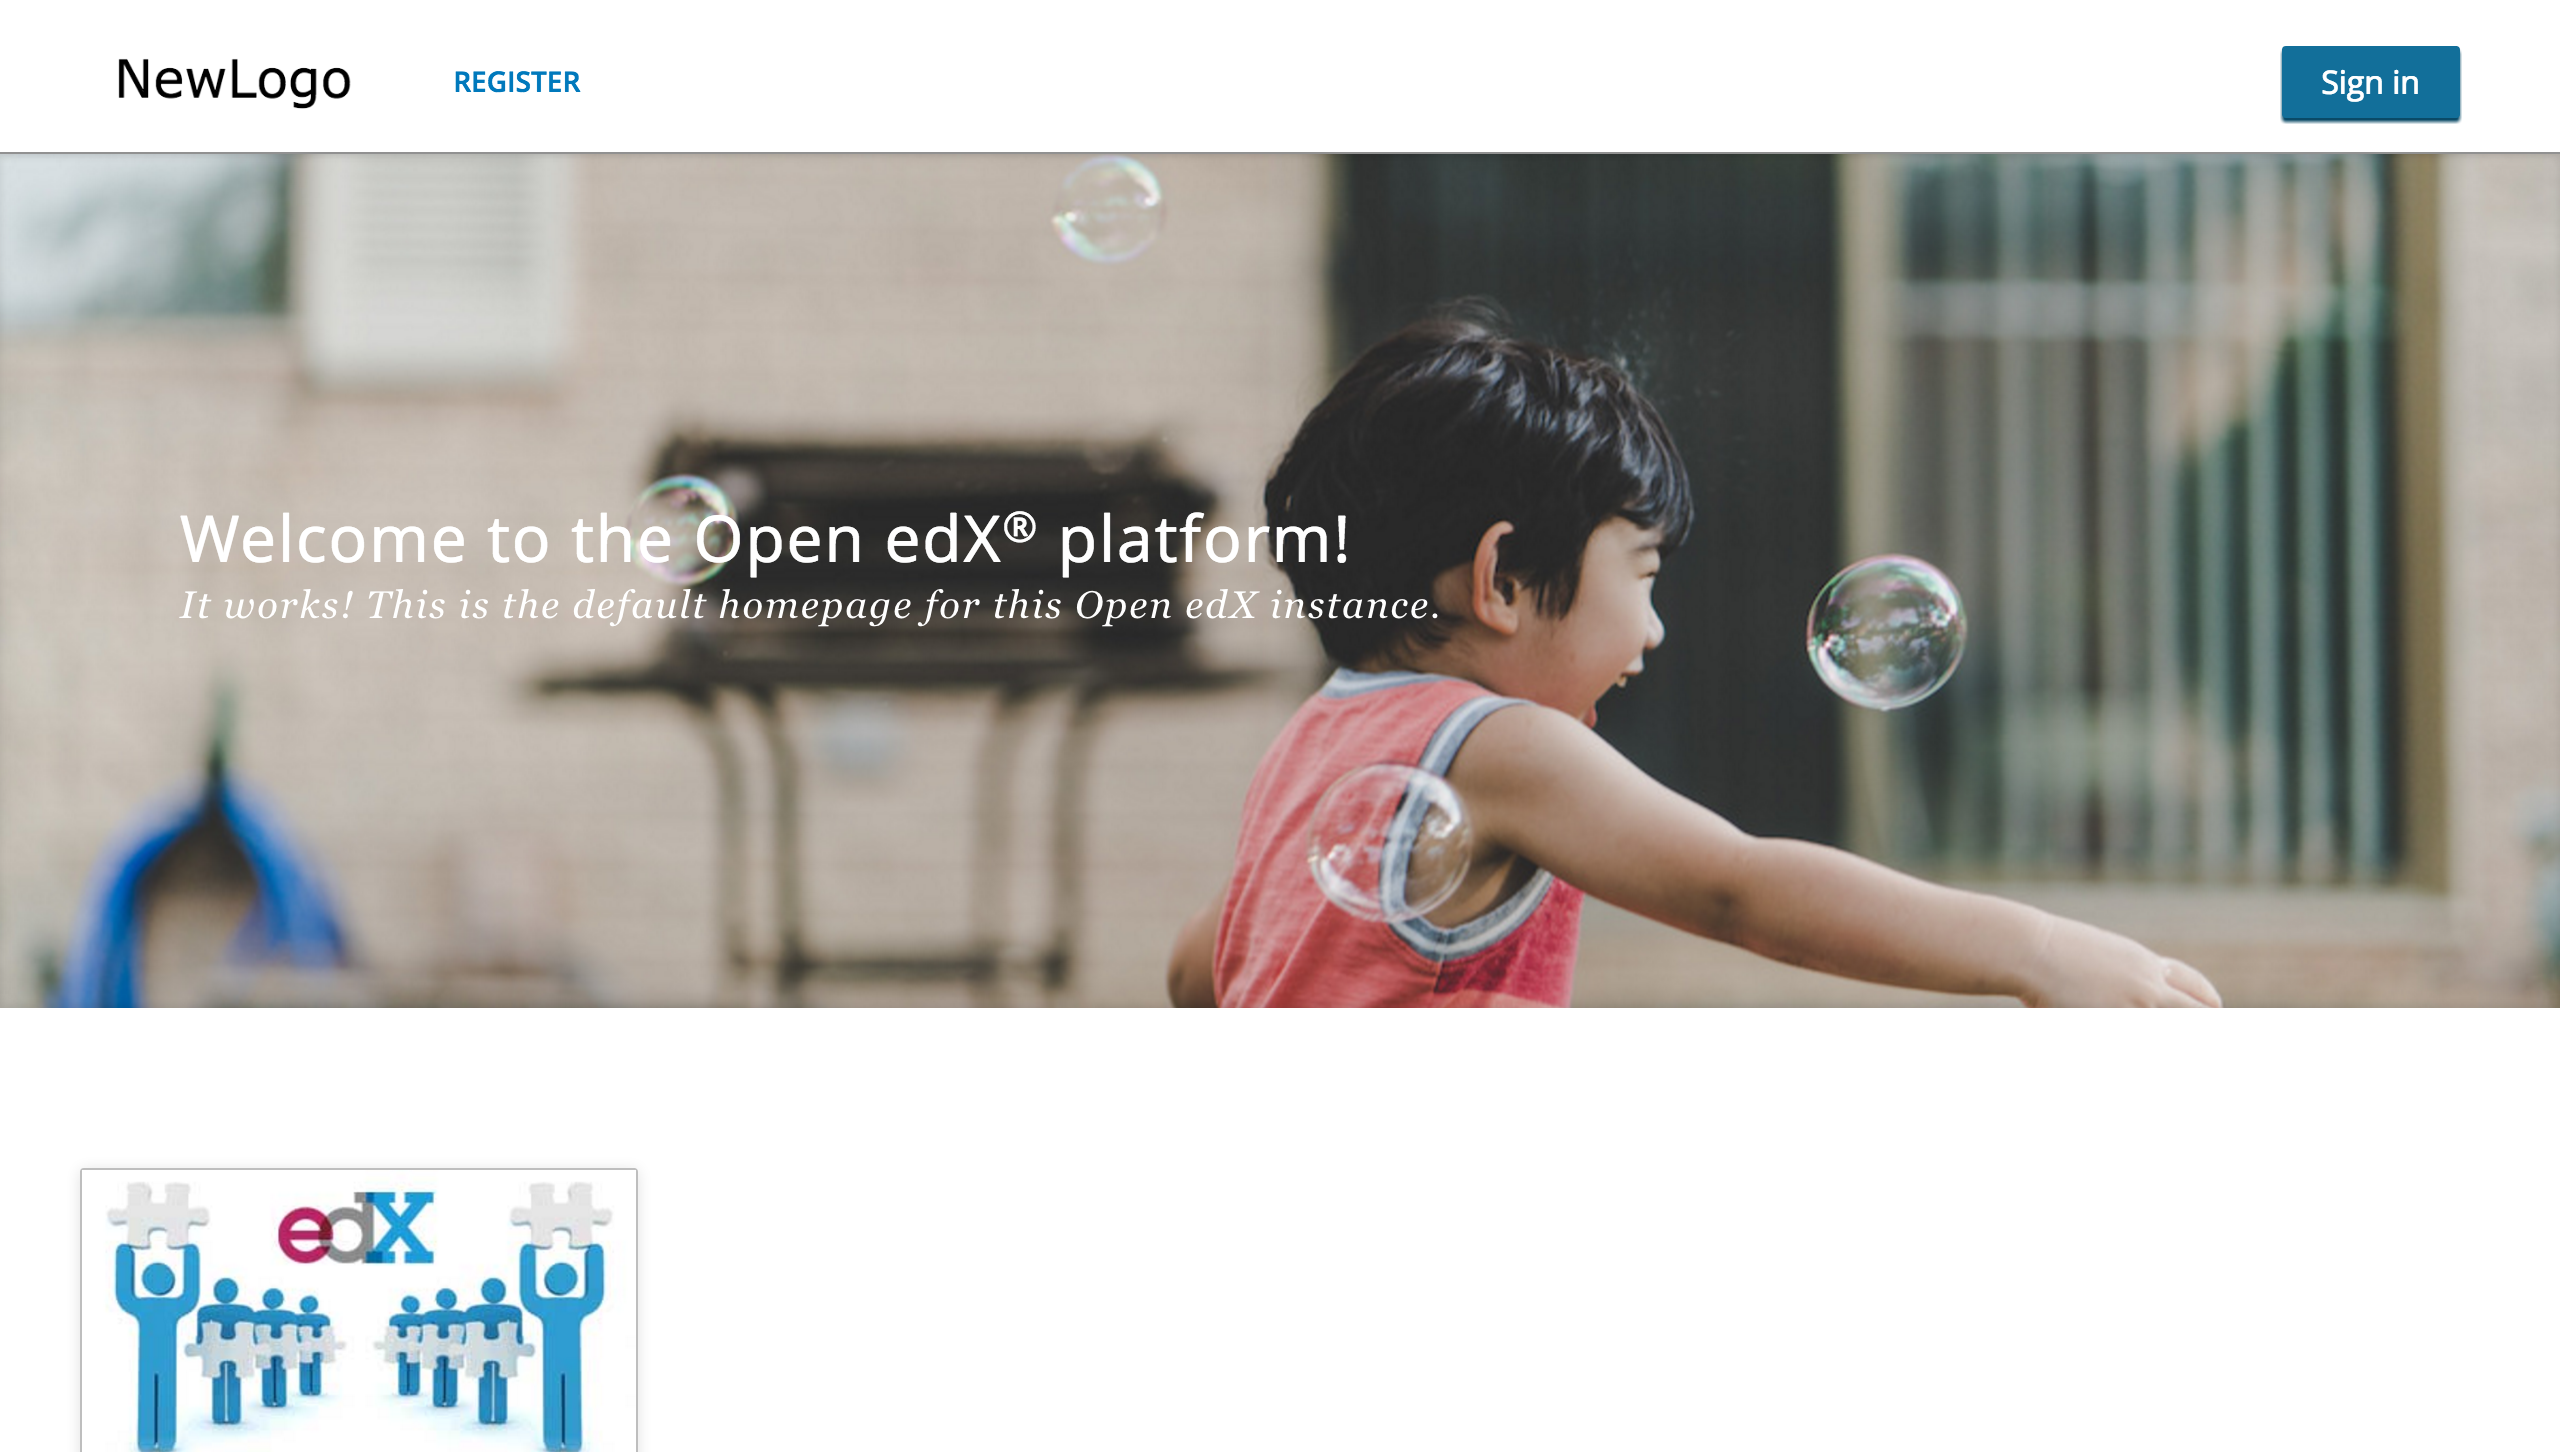 NewLogo
REGISTER
Sign in
Welcome to the Open edX® platform!
It works! This is the default homepage for this Open edX instance.
edX